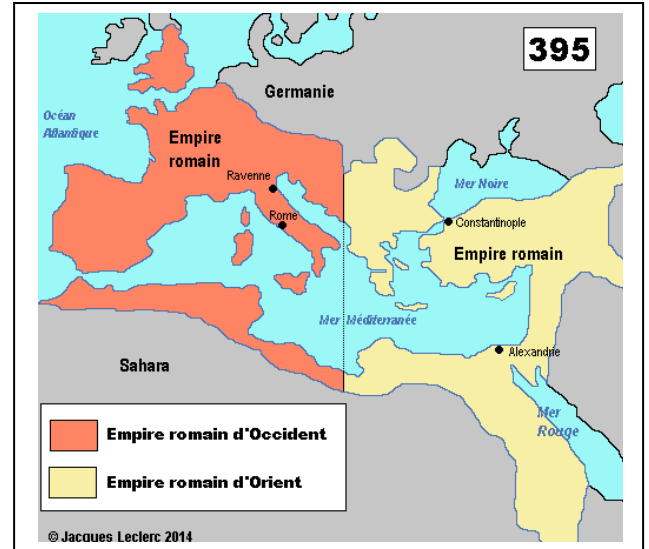 395
Germanie
Océan
Atlantique
Empire
romain
Ravenne
Mer Noire
Rome
Constantinople
Empire romain
Mer Méditerranée
Alexandrie
Sahara
Mer
Rouge
Empire romain d'Occident
Empire romain d'Orient
© Jacques Leclerc 2014